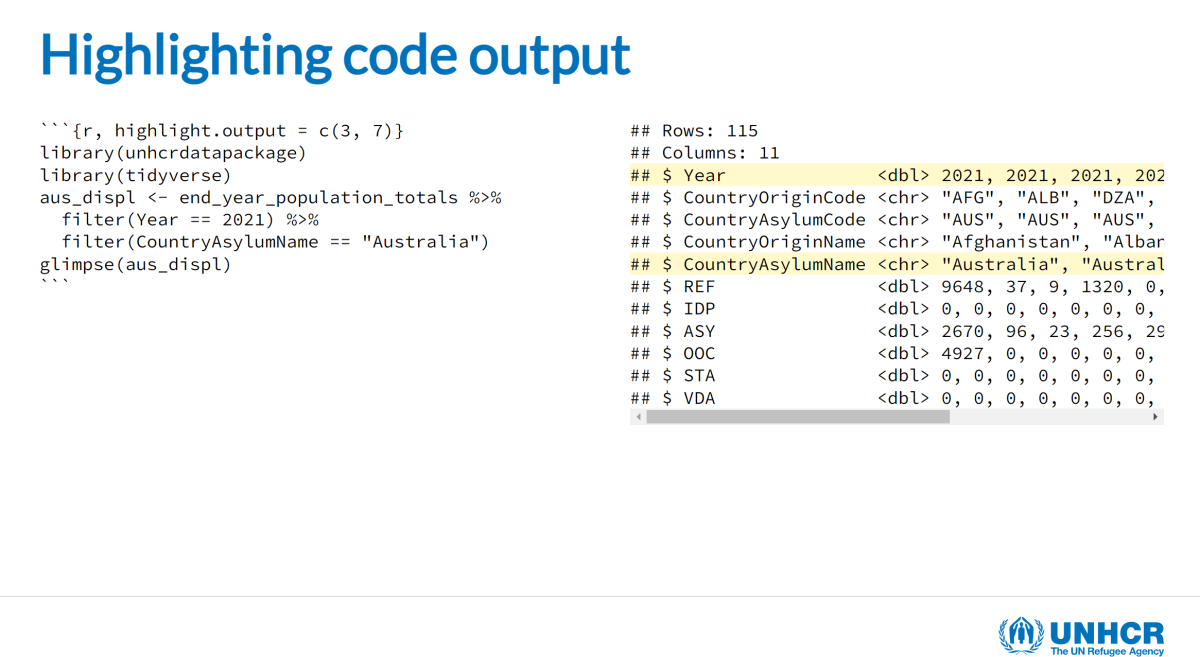 Highlighting code output
```{r, highlight.output = c(3, 7)}
library(unhcrdatapackage)
library(tidyverse)
aus_displ <- end_year_population_totals %>%
  filter(Year == 2021) %>%
  filter(CountryAsylumName == "Australia")
glimpse(aus_displ)
```
## Rows: 115
## Columns: 11
## $ Year              <dbl> 2021, 2021, 2021, 202
## $ CountryOriginCode <chr> "AFG", "ALB", "DZA",
## $ CountryAsylumCode <chr> "AUS", "AUS", "AUS",
## $ CountryOriginName <chr> "Afghanistan", "Alban
## $ CountryAsylumName <chr> "Australia", "Austral
## $ REF               <dbl> 9648, 37, 9, 1320, 0,
## $ IDP               <dbl> 0, 0, 0, 0, 0, 0, 0,
## $ ASY               <dbl> 2670, 96, 23, 256, 29
## $ OOC               <dbl> 4927, 0, 0, 0, 0, 0,
## $ STA               <dbl> 0, 0, 0, 0, 0, 0, 0,
## $ VDA               <dbl> 0, 0, 0, 0, 0, 0, 0,
UNHCR
The UN Refugee Agency